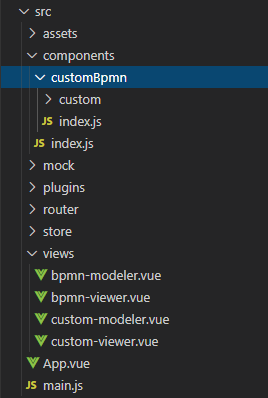 src
assets
components
customBpmn
custom
JS index.js
JS index.js
mock
plugins
router
store
views
bpmn-modeler.vue
bpmn-viewer.vue
custom-modeler.vue
custom-viewer.vue
App.vue
JS main.js